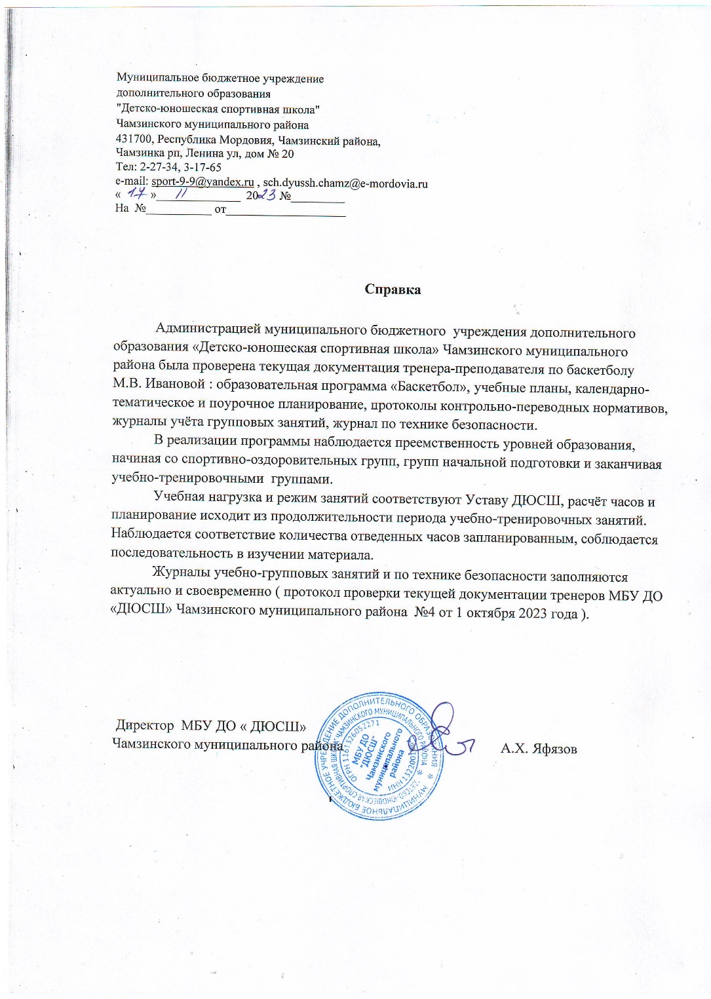 Муниципальное бюджетное учреждение
дополнительного образования
"Детско-юношеская спортивная школа"
Чамзинского муниципального района
431700, Республика Мордовия, Чамзинский района,
Чамзинка рп, Ленина ул, дом № 20
Тел: 2-27-34, 3-17-65
e-mail: sport-9-9@yandex.ru , sch.dyussh.chamz@e-mordovia.ru
« 17 »______11________ 2023 №_________
На №___________ от____________________
Справка
Администрацией муниципального бюджетного учреждения дополнительного
образования «Детско-юношеская спортивная школа» Чамзинского муниципального
района была проверена текущая документация тренера-преподавателя по баскетболу
М.В. Ивановой : образовательная программа «Баскетбол», учебные планы, календарно-
тематическое и поурочное планирование, протоколы контрольно-переводных нормативов,
журналы учёта групповых занятий, журнал по технике безопасности.
В реализации программы наблюдается преемственность уровней образования,
начиная со спортивно-оздоровительных групп, групп начальной подготовки и заканчивая
учебно-тренировочными группами.
Учебная нагрузка и режим занятий соответствуют Уставу ДЮСШ, расчёт часов и
планирование исходит из продолжительности периода учебно-тренировочных занятий.
Наблюдается соответствие количества отведенных часов запланированным, соблюдается
последовательность в изучении материала.
Журналы учебно-групповых занятий и по технике безопасности заполняются
актуально и своевременно ( протокол проверки текущей документации тренеров МБУ ДО
«ДЮСШ» Чамзинского муниципального района №4 от 1 октября 2023 года ).
Директор МБУ ДО « ДЮСШ»
Чамзинского муниципального района
А.Х. Яфязов
МУНИЦИПАЛЬНОЕ БЮДЖЕТНОЕ УЧРЕЖДЕНИЕ ДОПОЛНИТЕЛЬНОГО ОБРАЗОВАНИЯ
"ДЕТСКО-ЮНОШЕСКАЯ СПОРТИВНАЯ ШКОЛА" ЧАМЗИНСКОГО МУНИЦИПАЛЬНОГО РАЙОНА
ОГРН 1161326052271
ИНН
МБУ ДО
"ДЮСШ"
Чамзинского
муниципального
района